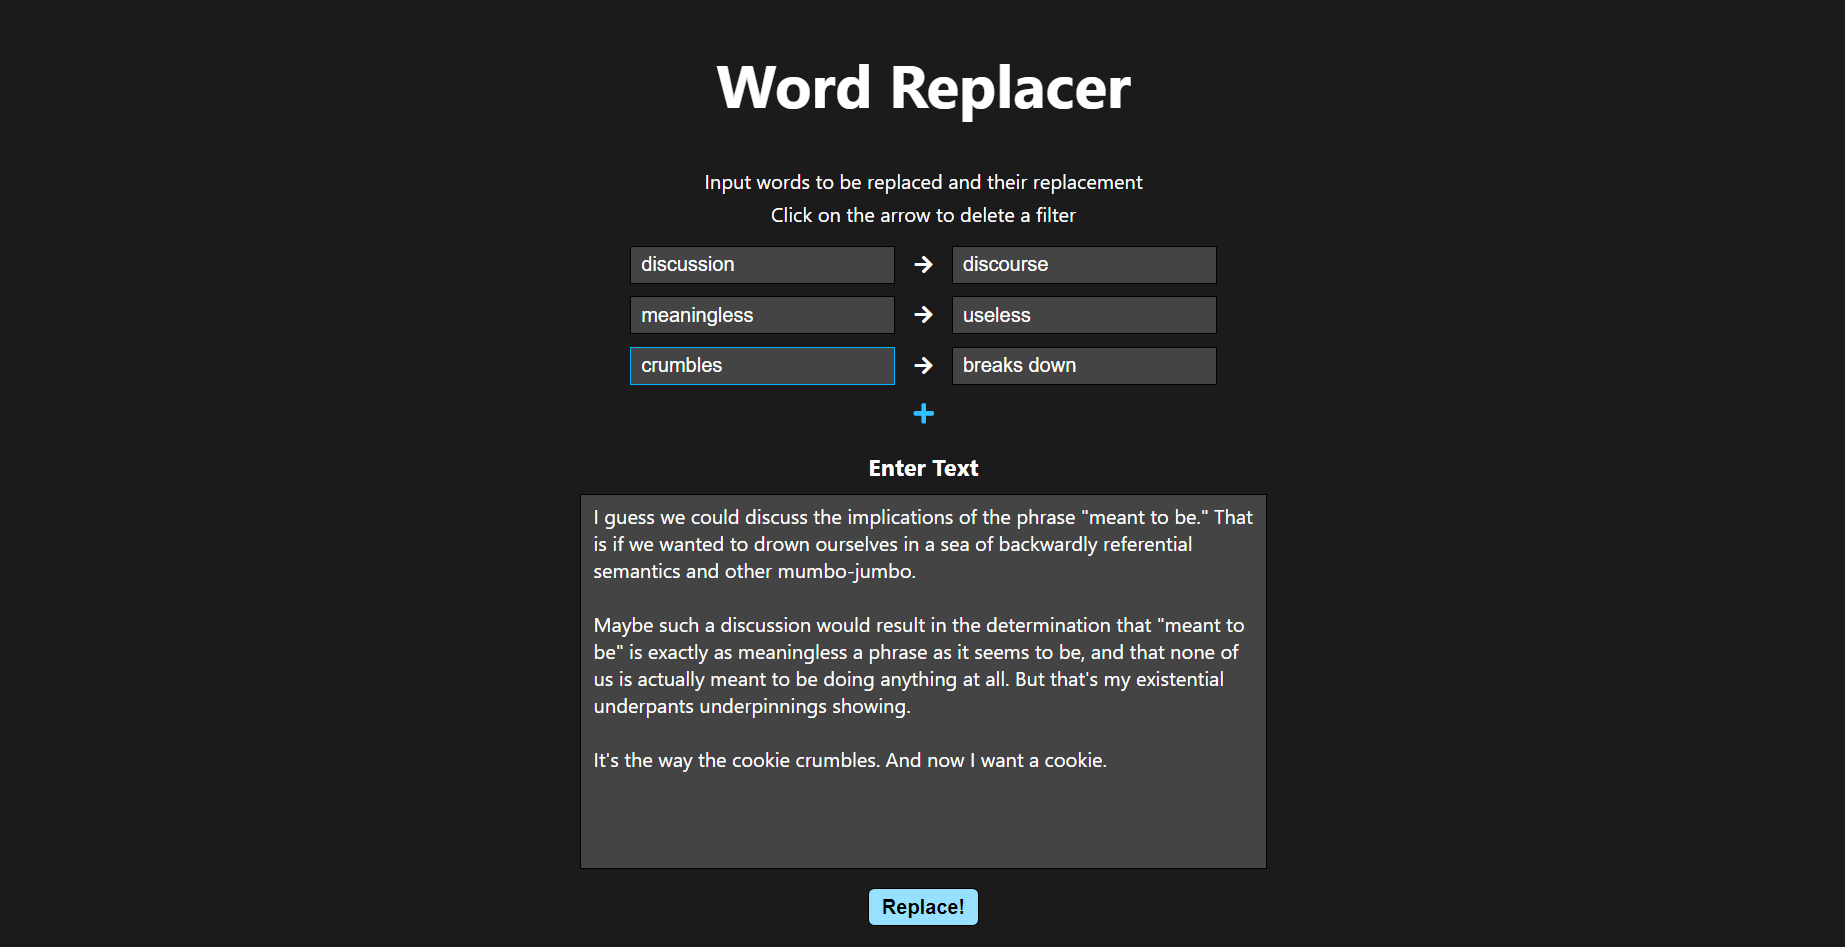 Word Replacer
Input words to be replaced and their replacement
Click on the arrow to delete a filter
discussion → discourse
meaningless → useless
crumbles → breaks down
+
Enter Text
I guess we could discuss the implications of the phrase "meant to be." That
is if we wanted to drown ourselves in a sea of backwardly referential
semantics and other mumbo-jumbo.
Maybe such a discussion would result in the determination that "meant to
be" is exactly as meaningless a phrase as it seems to be, and that none of
us is actually meant to be doing anything at all. But that's my existential
underpants underpinnings showing.
It's the way the cookie crumbles. And now I want a cookie.
Replace!